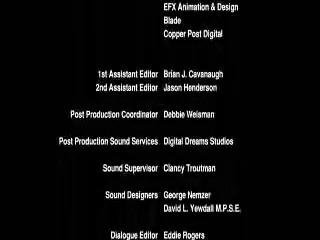 EFX Animation & Design
Blade
Copper Post Digital
1st Assistant Editor Brian J. Cavanaugh
2nd Assistant Editor Jason Henderson
Post Production Coordinator Debbie Weisman
Post Production Sound Services Digital Dreams Studios
Sound Supervisor Clancy Troutman
Sound Designers George Nemzer
David L. Yewdall M.P.S.E.
Dialogue Editor Eddie Rogers